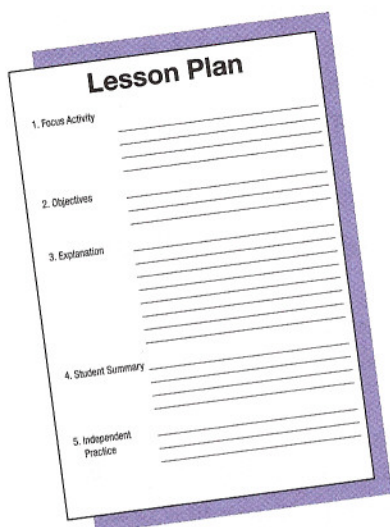 Lesson Plan
1. Focus Activity
2. Objectives
3. Explanation
4. Student Summary
5. Independent
Practice